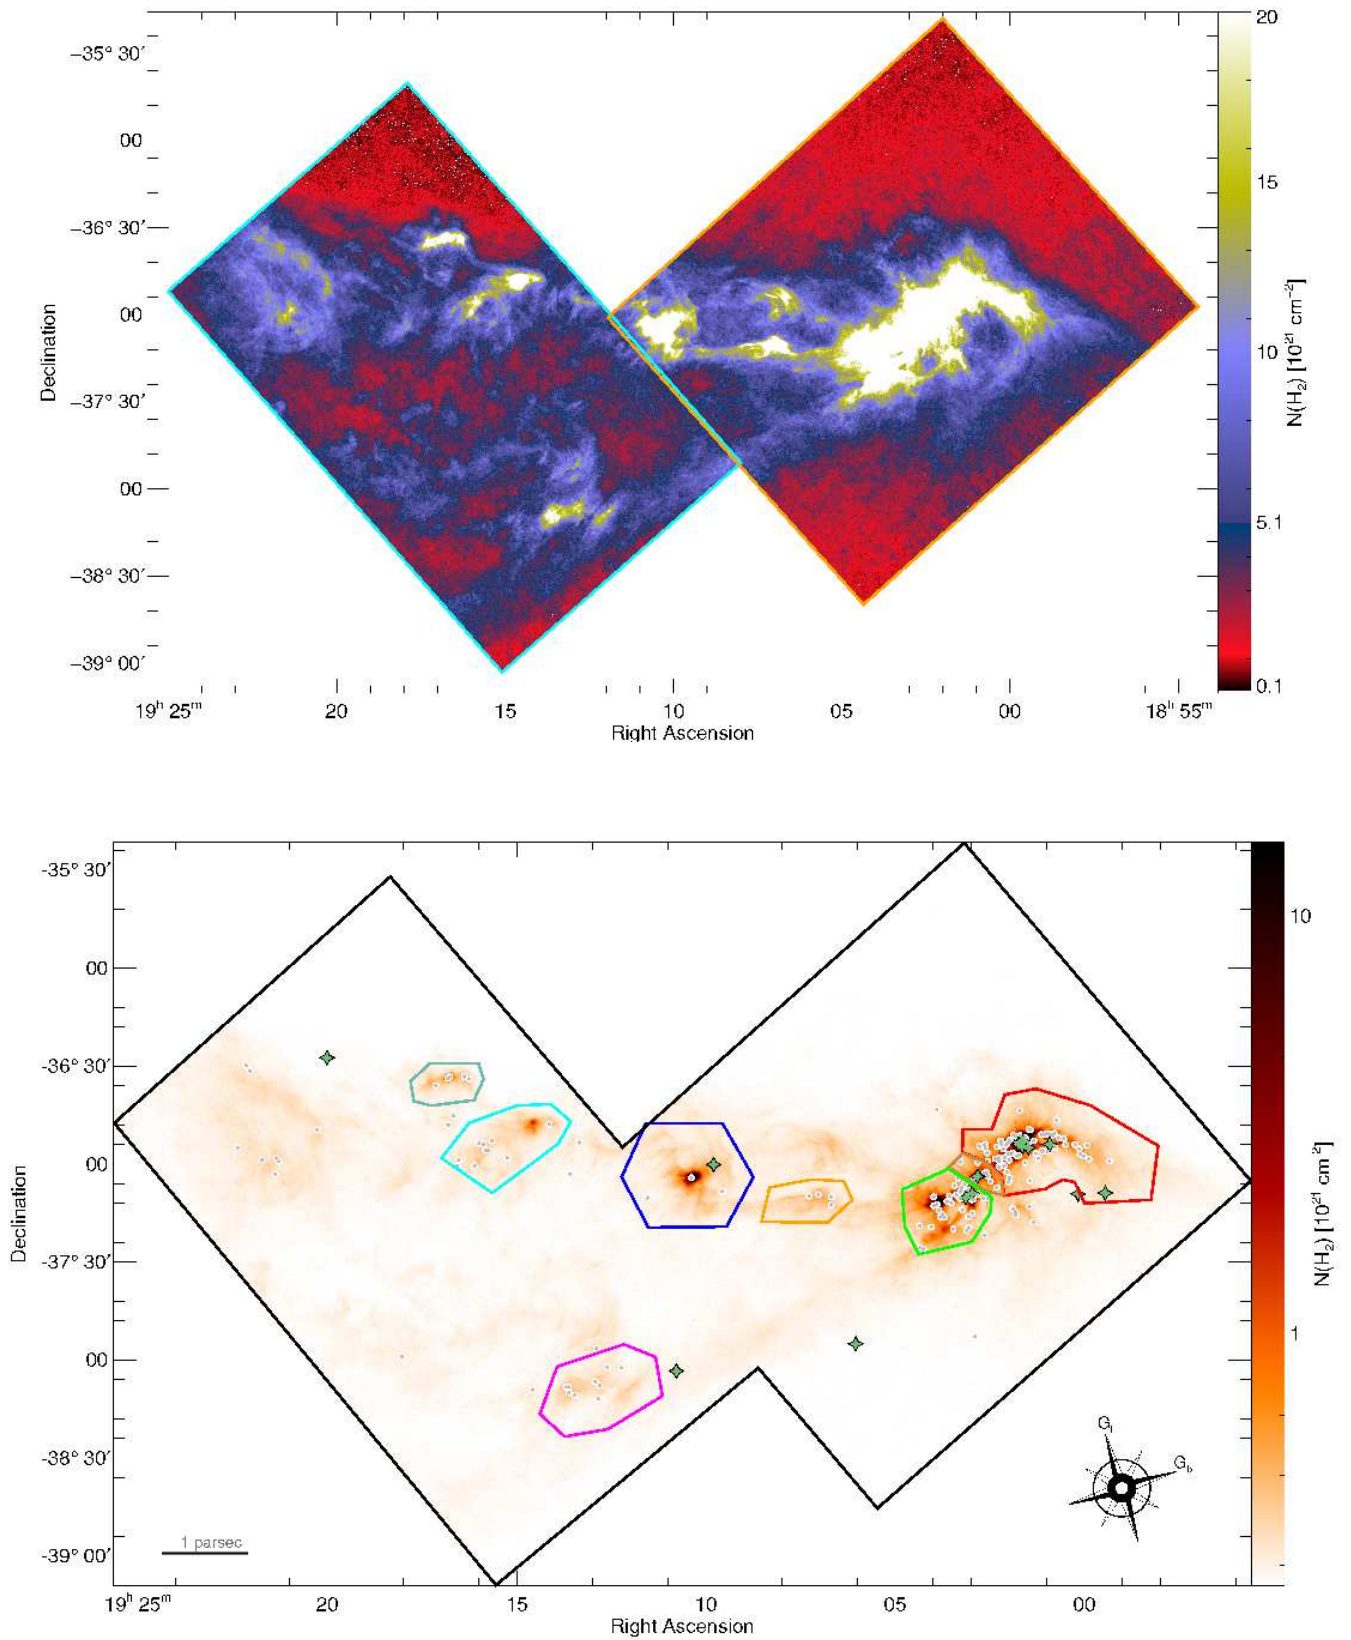 −35° 30′
00
−36° 30′
00
−37° 30′
00
−38° 30′
−39° 00′
Declination
19ʰ 25ᵐ 20 15 10 05 00 18ʰ 55ᵐ
Right Ascension
20
15
10
5.1
0.1
N(H₂) [10²¹ cm⁻²]
-35° 30′
00
-36° 30′
00
-37° 30′
00
-38° 30′
-39° 00′
Declination
1 parsec
Gₗ
G_b
19ʰ 25ᵐ 20 15 10 05 00
Right Ascension
10
1
N(H₂) [10²¹ cm⁻²]